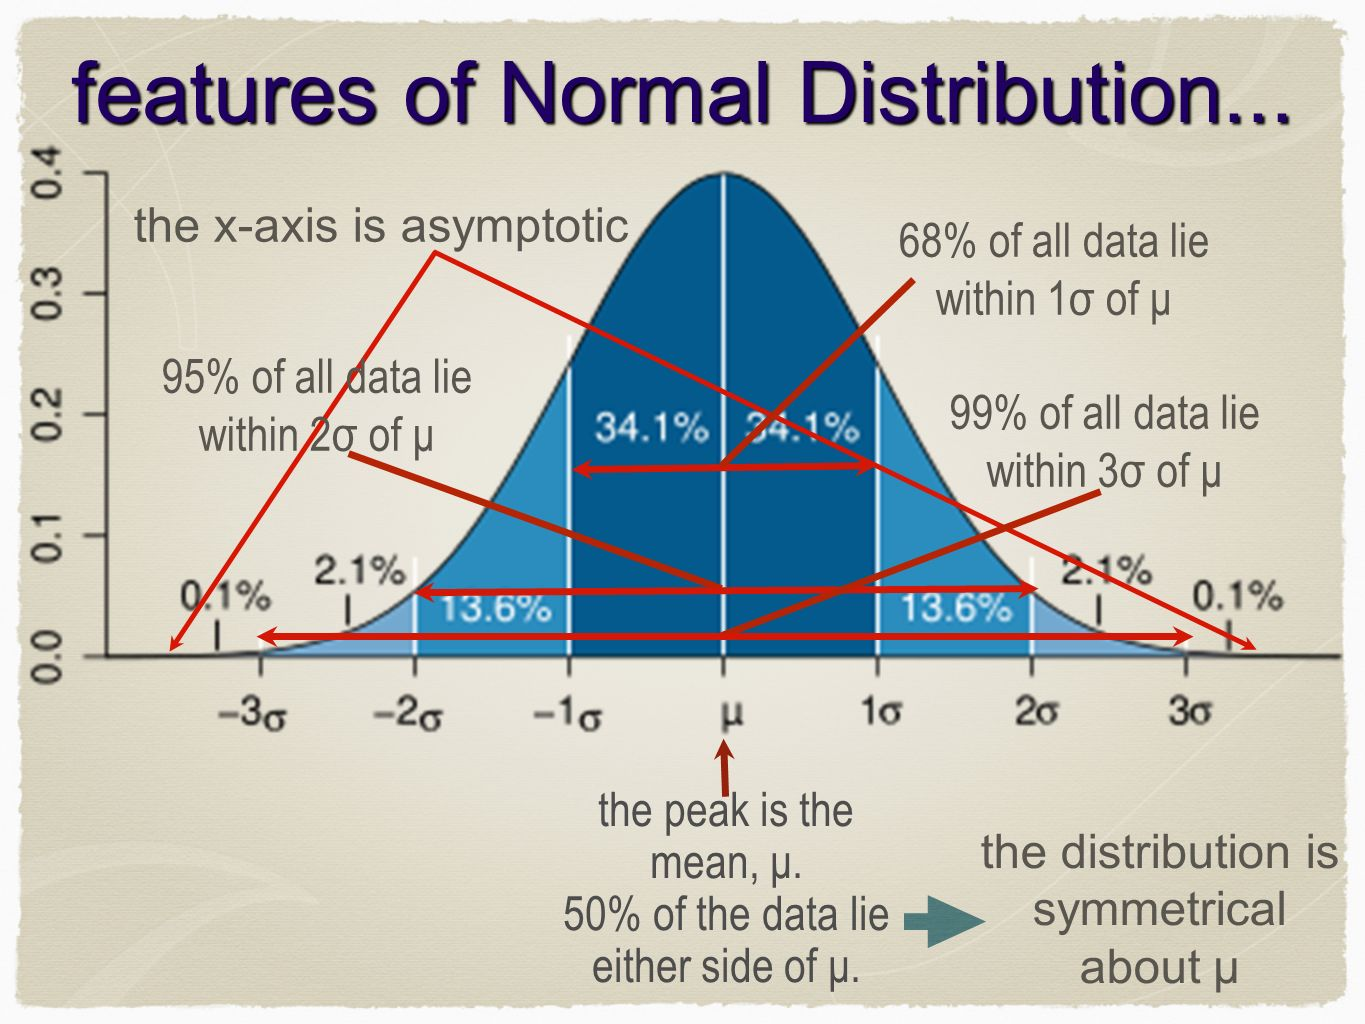 features of Normal Distribution...
0.4
0.3
0.2
0.1
0.0
the x-axis is asymptotic
68% of all data lie
within 1σ of μ
95% of all data lie
within 2σ of μ
99% of all data lie
within 3σ of μ
34.1% 34.1%
0.1% 2.1% 13.6% 13.6% 2.1% 0.1%
−3σ −2σ −1σ μ 1σ 2σ 3σ
the peak is the
mean, μ.
50% of the data lie
either side of μ.
the distribution is
symmetrical
about μ